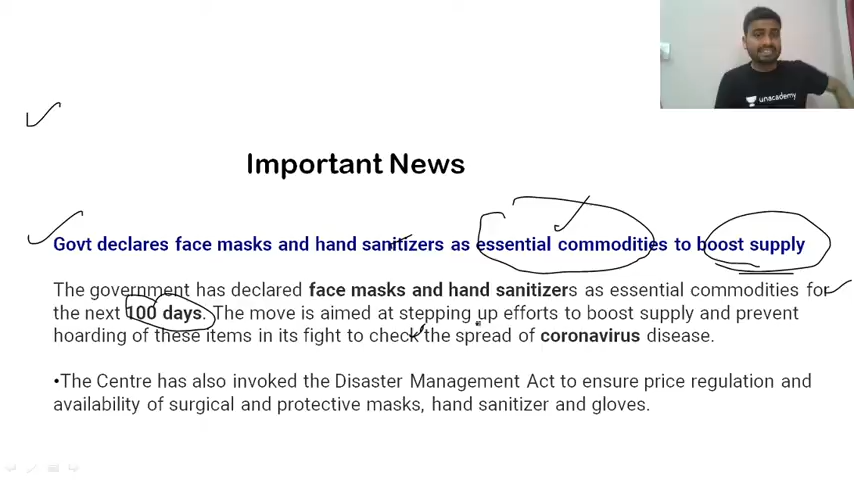 unacademy
Important News
Govt declares face masks and hand sanitizers as essential commodities to boost supply
The government has declared face masks and hand sanitizers as essential commodities for
the next 100 days. The move is aimed at stepping up efforts to boost supply and prevent
hoarding of these items in its fight to check the spread of coronavirus disease.
•The Centre has also invoked the Disaster Management Act to ensure price regulation and
availability of surgical and protective masks, hand sanitizer and gloves.